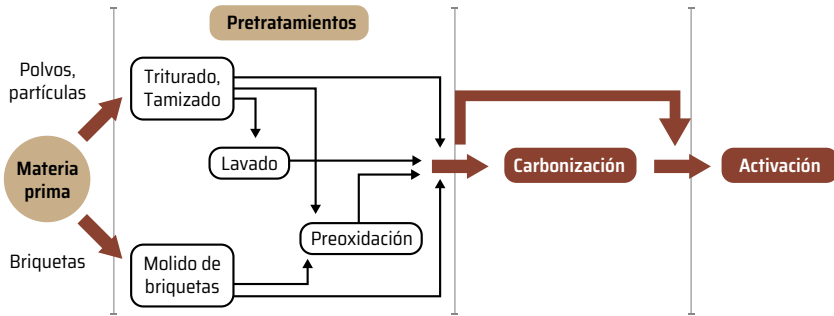 Pretratamientos
Polvos,
partículas
Triturado,
Tamizado
Lavado
Materia
prima
Carbonización
Activación
Preoxidación
Briquetas
Molido de
briquetas